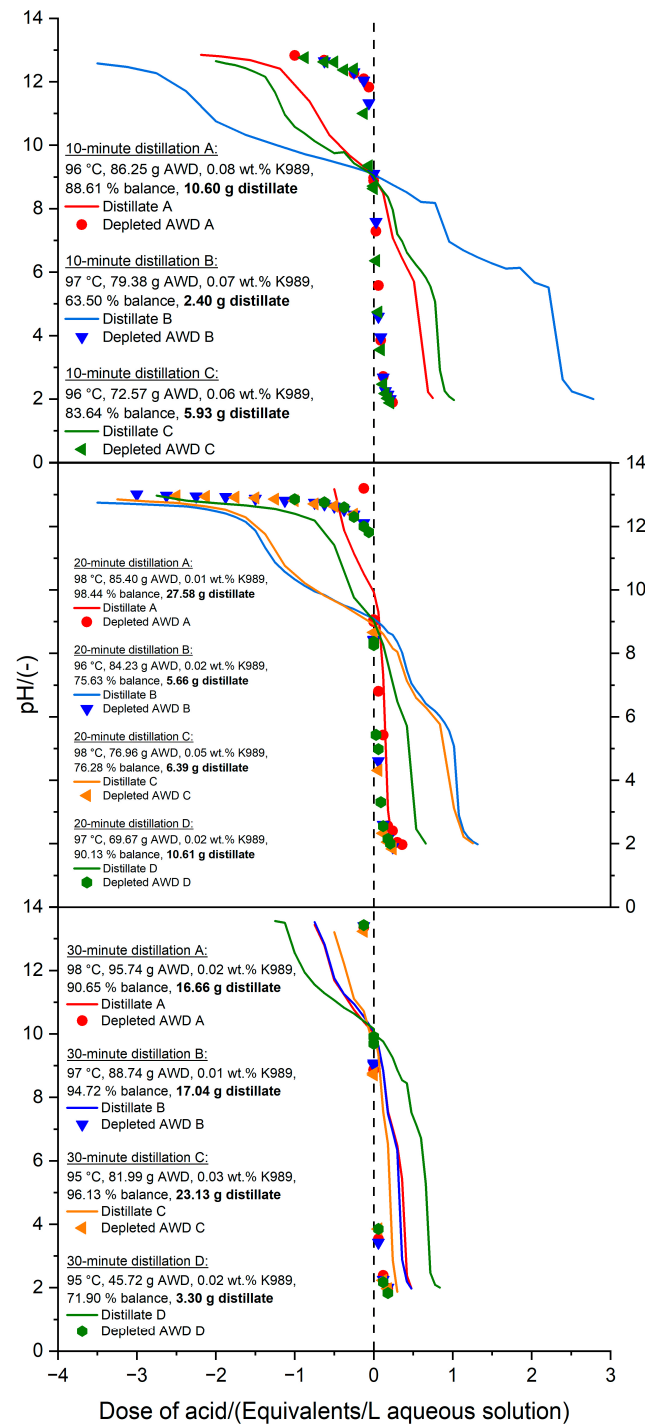 14
12
10
8
6
4
2
0
10-minute distillation A:
96 °C, 86.25 g AWD, 0.08 wt.% K989,
88.61 % balance, 10.60 g distillate
Distillate A
Depleted AWD A
10-minute distillation B:
97 °C, 79.38 g AWD, 0.07 wt.% K989,
63.50 % balance, 2.40 g distillate
Distillate B
Depleted AWD B
10-minute distillation C:
96 °C, 72.57 g AWD, 0.06 wt.% K989,
83.64 % balance, 5.93 g distillate
Distillate C
Depleted AWD C
pH/(-)
14
12
10
8
6
4
2
0
20-minute distillation A:
98 °C, 85.40 g AWD, 0.01 wt.% K989,
98.44 % balance, 27.58 g distillate
Distillate A
Depleted AWD A
20-minute distillation B:
96 °C, 84.23 g AWD, 0.02 wt.% K989,
75.63 % balance, 5.66 g distillate
Distillate B
Depleted AWD B
20-minute distillation C:
98 °C, 76.96 g AWD, 0.05 wt.% K989,
76.28 % balance, 6.39 g distillate
Distillate C
Depleted AWD C
20-minute distillation D:
97 °C, 69.67 g AWD, 0.02 wt.% K989,
90.13 % balance, 10.61 g distillate
Distillate D
Depleted AWD D
14
12
10
8
6
4
2
0
30-minute distillation A:
98 °C, 95.74 g AWD, 0.02 wt.% K989,
90.65 % balance, 16.66 g distillate
Distillate A
Depleted AWD A
30-minute distillation B:
97 °C, 88.74 g AWD, 0.01 wt.% K989,
94.72 % balance, 17.04 g distillate
Distillate B
Depleted AWD B
30-minute distillation C:
95 °C, 81.99 g AWD, 0.03 wt.% K989,
96.13 % balance, 23.13 g distillate
Distillate C
Depleted AWD C
30-minute distillation D:
95 °C, 45.72 g AWD, 0.02 wt.% K989,
71.90 % balance, 3.30 g distillate
Distillate D
Depleted AWD D
−4 −3 −2 −1 0 1 2 3
Dose of acid/(Equivalents/L aqueous solution)